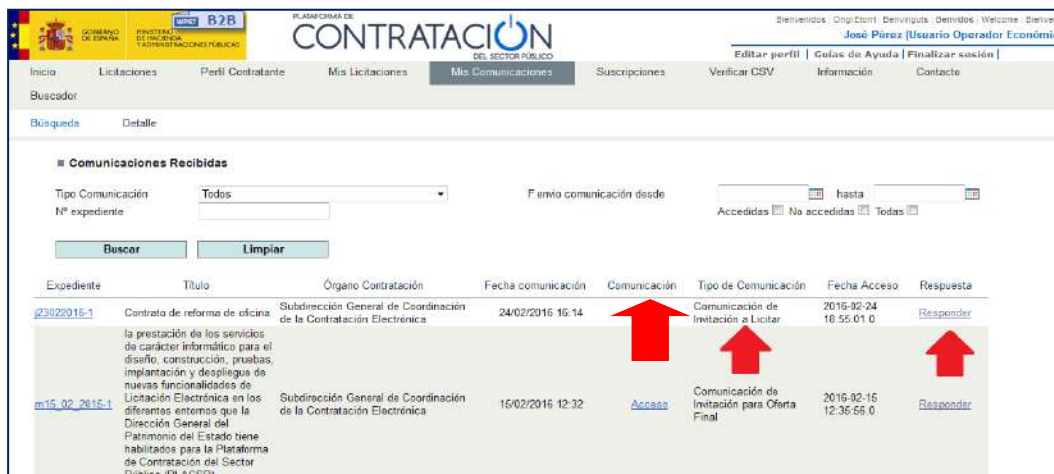 GOBIERNO DE ESPAÑA
MINISTERIO DE HACIENDA Y ADMINISTRACIONES PÚBLICAS
B2B
PLATAFORMA DE
CONTRATACIÓN
DEL SECTOR PÚBLICO
Bienvenidos Ongi Etorri Benvinguts Benvidos Welcome Bienve
José Pérez (Usuario Operador Económi
Editar perfil | Guías de Ayuda | Finalizar sesión |
Inicio Licitaciones Perfil Contratante Mis Licitaciones Mis Comunicaciones Suscripciones Verificar CSV Información Contacto
Buscador
Búsqueda Detalle
Comunicaciones Recibidas
Tipo Comunicación Todos F.envio comunicación desde hasta
Nº expediente Accedidas No accedidas Todas
Buscar Limpiar
Expediente Título Órgano Contratación Fecha comunicación Comunicación Tipo de Comunicación Fecha Acceso Respuesta
j23022016-1 Contrato de reforma de oficina Subdirección General de Coordinación de la Contratación Electrónica 24/02/2016 16:14 Comunicación de Invitación a Licitar 2016-02-24 18:55:01.0 Responder
la prestación de los servicios
de carácter informático para el
diseño, construcción, pruebas,
implantación y despliegue de
nuevas funcionalidades de
m15_02_2015-1 Licitación Electrónica en los
diferentes entornos que la
Dirección General del
Patrimonio del Estado tiene
habilitados para la Plataforma
de Contratación del Sector
Público (PLACSP)
Subdirección General de Coordinación
de la Contratación Electrónica
15/02/2016 12:32
Acceso
Comunicación de
Invitación para Oferta
Final
2016-02-15
12:35:56.0
Responder